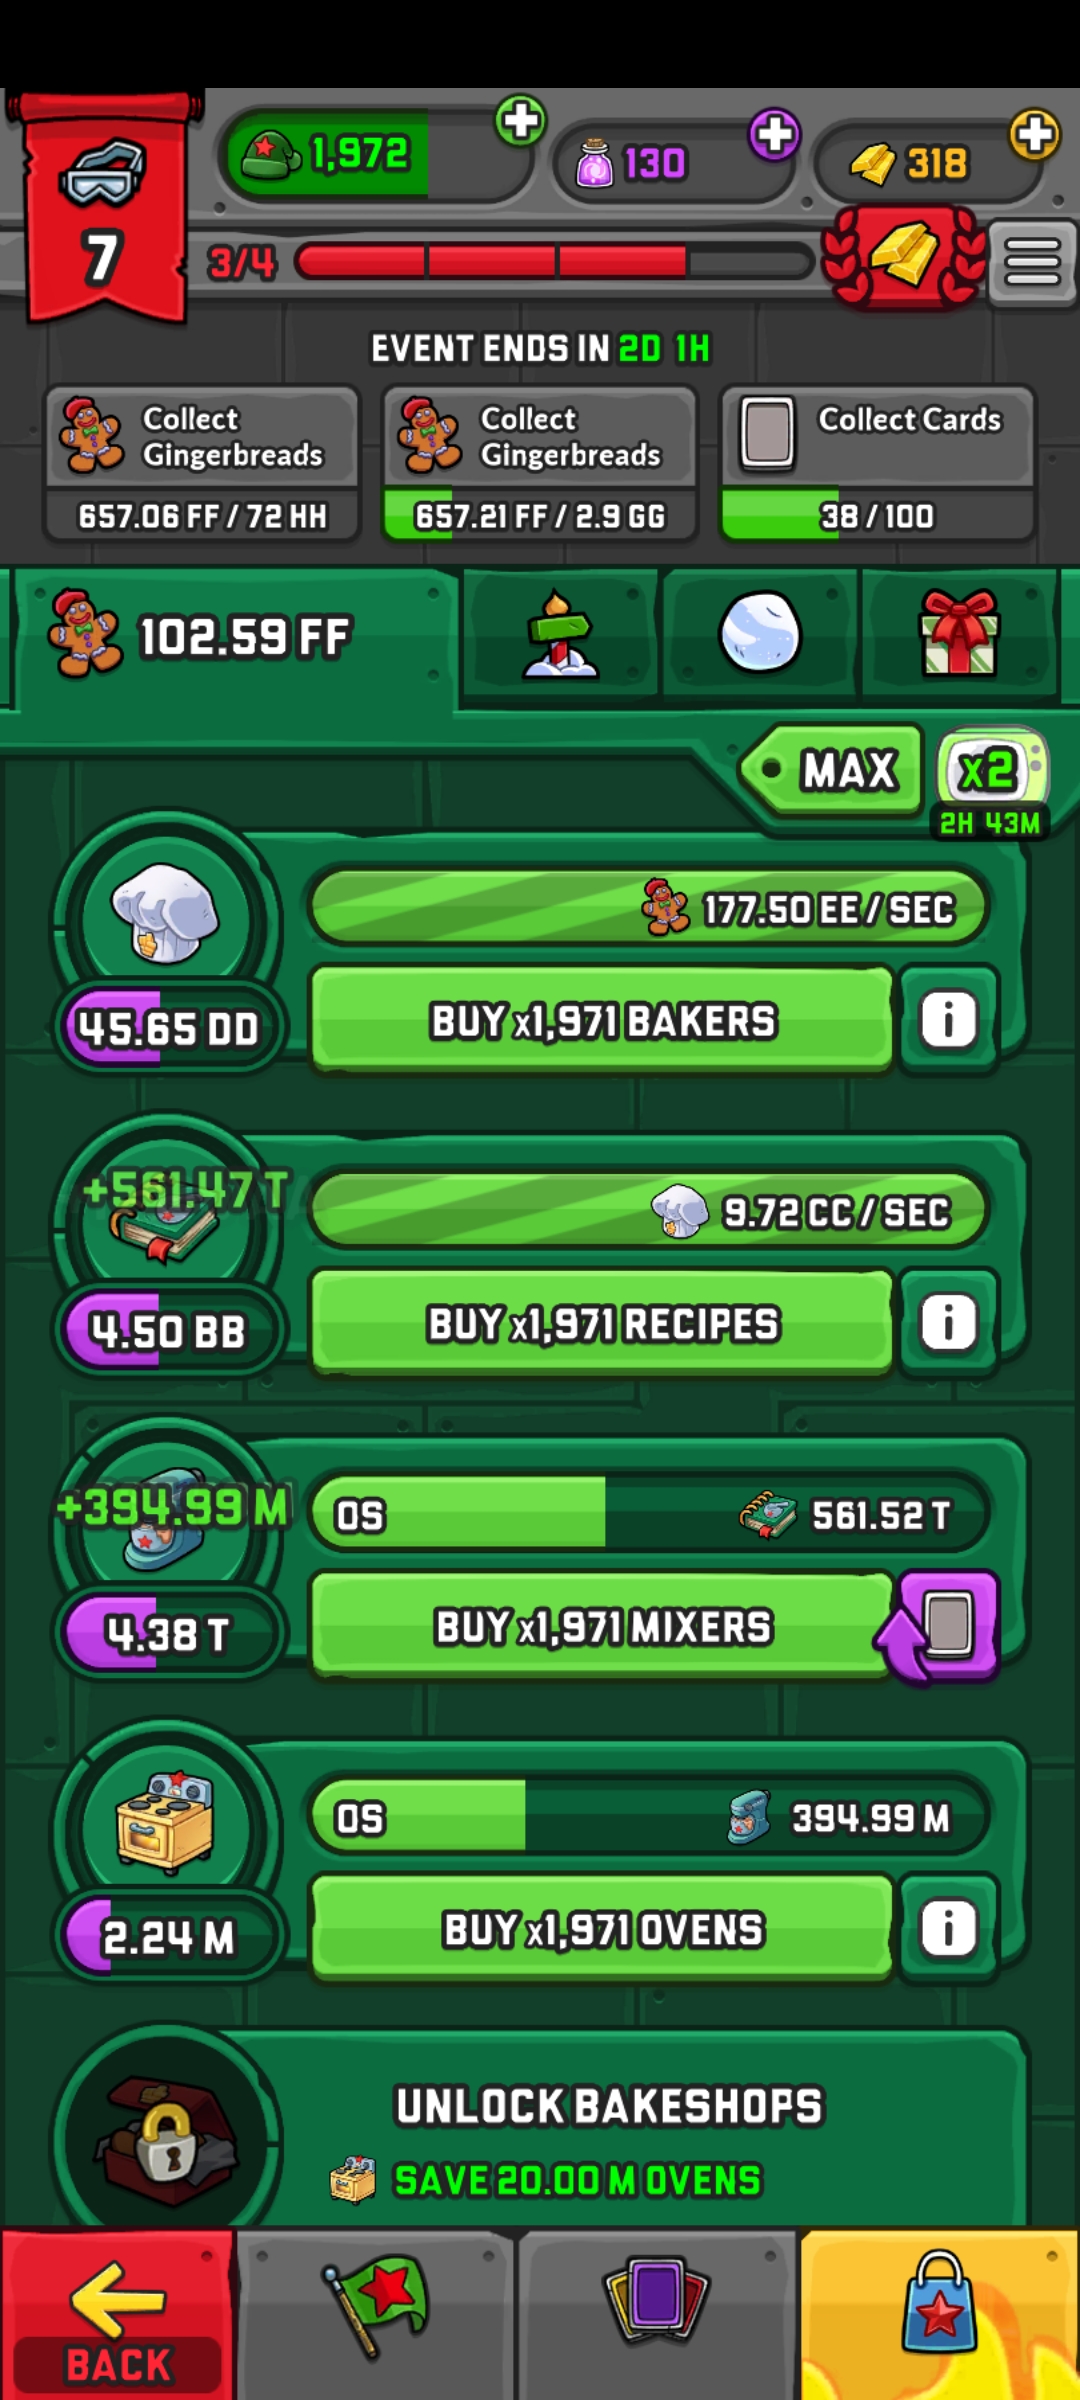 1,972
130
318
7
3/4
EVENT ENDS IN 2D 1H
Collect
Gingerbreads
657.06 FF / 72 HH
Collect
Gingerbreads
657.21 FF / 2.9 GG
Collect Cards
38 / 100
102.59 FF
MAX
x2
2H 43M
177.50 EE / SEC
45.65 DD
BUY x1,971 BAKERS
i
+561.47 T
9.72 CC / SEC
4.50 BB
BUY x1,971 RECIPES
i
+394.99 M
0S
561.52 T
4.38 T
BUY x1,971 MIXERS
0S
394.99 M
2.24 M
BUY x1,971 OVENS
i
UNLOCK BAKESHOPS
SAVE 20.00 M OVENS
BACK